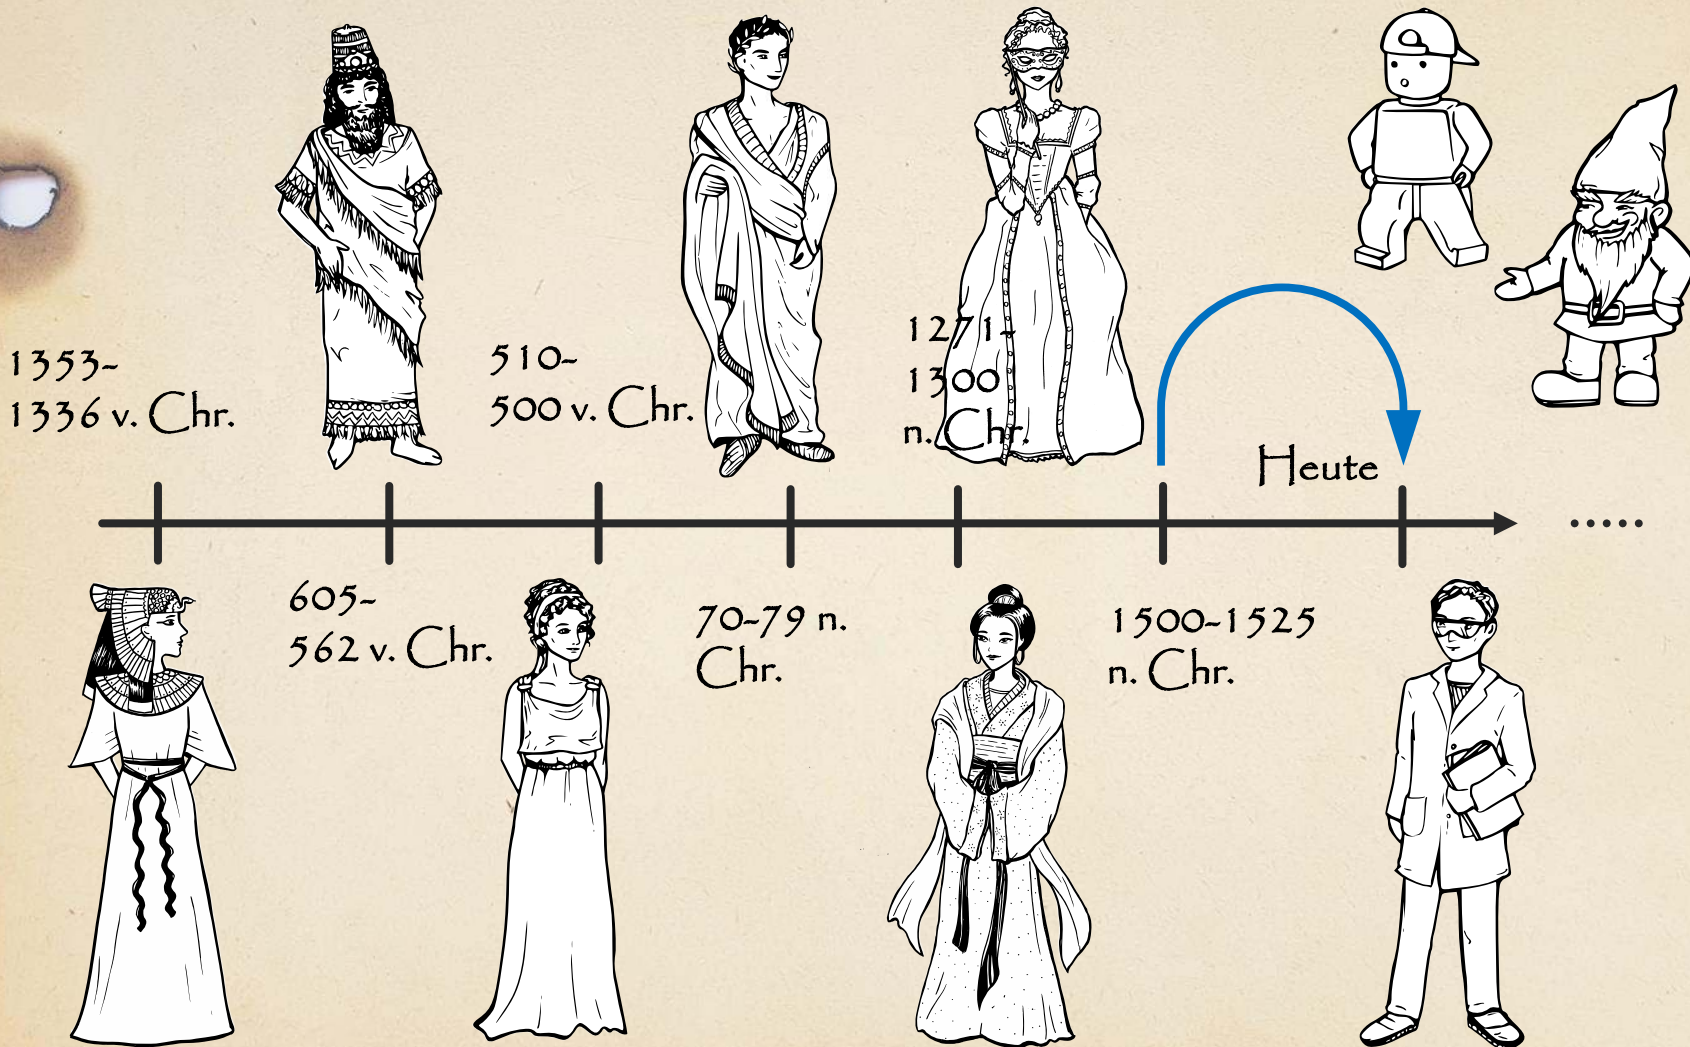 1353-
1336 v. Chr.
605-
562 v. Chr.
510-
500 v. Chr.
70-79 n.
Chr.
1271-
1300
n. Chr.
1500-1525
n. Chr.
Heute
.....